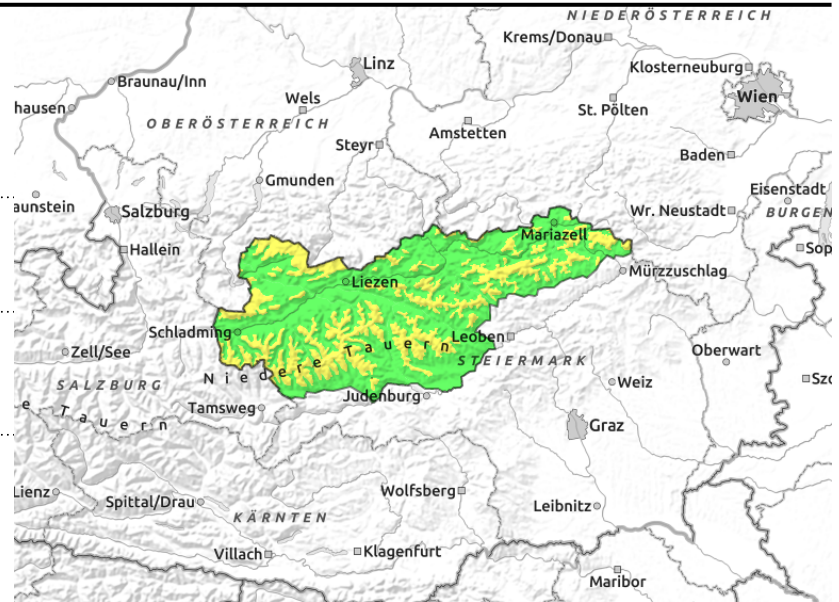 NIEDERÖSTERREICH
Krems/Donau
Linz
Klosterneuburg
Braunau/Inn
Wien
Wels
hausen
St. Pölten
OBERÖSTERREICH
Amstetten
Steyr
Baden
Gmunden
Eisenstadt
aunstein
Salzburg
Wr. Neustadt
BURGEN
Mariazell
Hallein
Sop
Mürzzuschlag
Liezen
Schladming
Leoben
Zell/See
Niedere Tauern
STEIERMARK
Oberwart
SALZBURG
Weiz
Szo
e Tauern
Tamsweg
Judenburg
Graz
Lienz
Spittal/Drau
Wolfsberg
Leibnitz
KÄRNTEN
Villach
Klagenfurt
Maribor